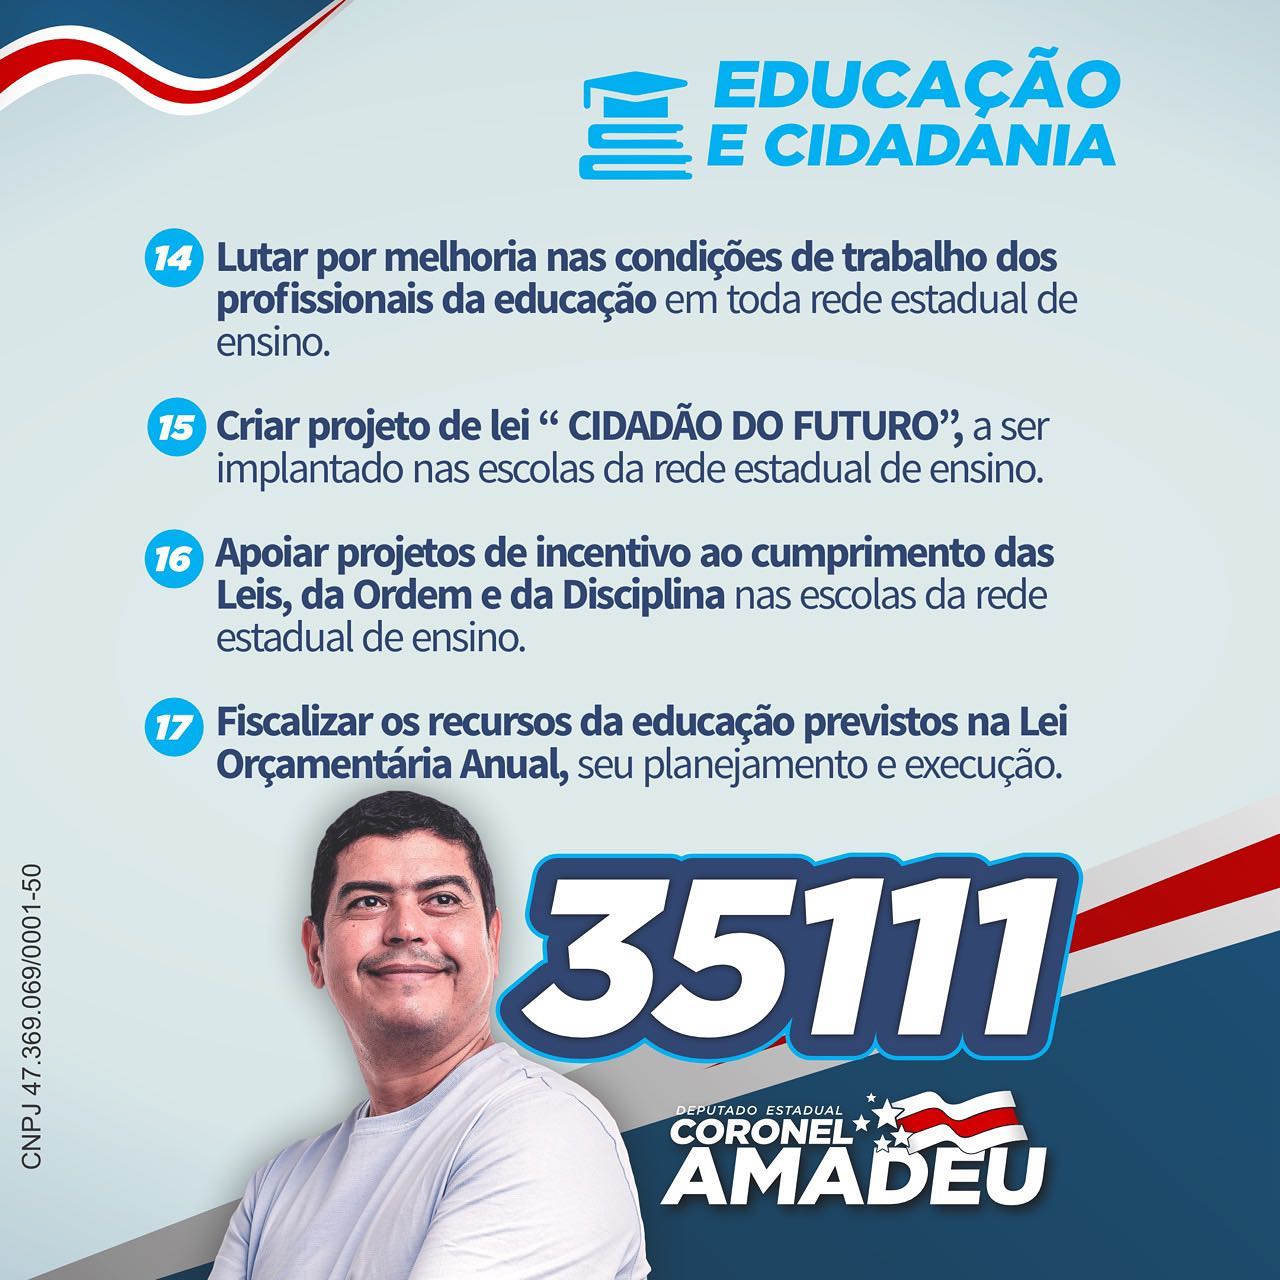 EDUCAÇÃO
E CIDADANIA
14 Lutar por melhoria nas condições de trabalho dos
profissionais da educação em toda rede estadual de
ensino.
15 Criar projeto de lei “ CIDADÃO DO FUTURO”, a ser
implantado nas escolas da rede estadual de ensino.
16 Apoiar projetos de incentivo ao cumprimento das
Leis, da Ordem e da Disciplina nas escolas da rede
estadual de ensino.
17 Fiscalizar os recursos da educação previstos na Lei
Orçamentária Anual, seu planejamento e execução.
CNPJ 47.369.069/0001-50
35111
DEPUTADO ESTADUAL
CORONEL
AMADEU